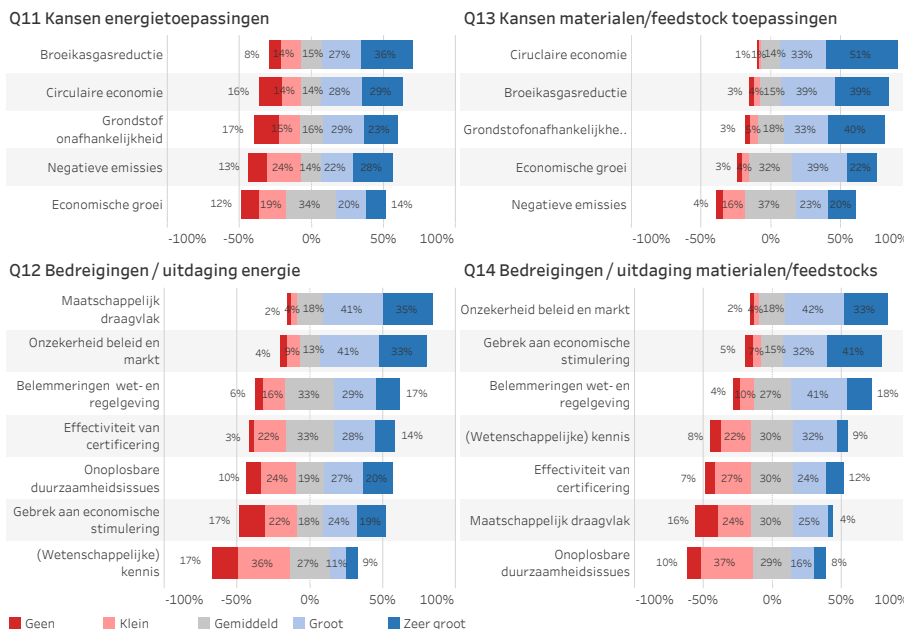 Q11 Kansen energietoepassingen
Broeikasgasreductie
8% 14% 15% 27% 36%
Circulaire economie
16% 14% 14% 28% 29%
Grondstof
onafhankelijkheid
17% 15% 16% 29% 23%
Negatieve emissies
13% 24% 14% 22% 28%
Economische groei
12% 19% 34% 20% 14%
-100% -50% 0% 50% 100%
Q13 Kansen materialen/feedstock toepassingen
Ciruclaire economie
1% 1% 14% 33% 51%
Broeikasgasreductie
3% 4% 15% 39% 39%
Grondstofonafhankelijkhe..
3% 5% 18% 33% 40%
Economische groei
3% 4% 32% 39% 22%
Negatieve emissies
4% 16% 37% 23% 20%
-100% -50% 0% 50% 100%
Q12 Bedreigingen / uitdaging energie
Maatschappelijk
draagvlak
2% 4% 18% 41% 35%
Onzekerheid beleid en
markt
4% 9% 13% 41% 33%
Belemmeringen wet- en
regelgeving
6% 16% 33% 29% 17%
Effectiviteit van
certificering
3% 22% 33% 28% 14%
Onoplosbare
duurzaamheidsissues
10% 24% 19% 27% 20%
Gebrek aan economische
stimulering
17% 22% 18% 24% 19%
(Wetenschappelijke)
kennis
17% 36% 27% 11% 9%
-100% -50% 0% 50% 100%
Q14 Bedreigingen / uitdaging matierialen/feedstocks
Onzekerheid beleid en markt
2% 4% 18% 42% 33%
Gebrek aan economische
stimulering
5% 7% 15% 32% 41%
Belemmeringen wet- en
regelgeving
4% 10% 27% 41% 18%
(Wetenschappelijke) kennis
8% 22% 30% 32% 9%
Effectiviteit van
certificering
7% 27% 30% 24% 12%
Maatschappelijk draagvlak
16% 24% 30% 25% 4%
Onoplosbare
duurzaamheidsissues
10% 37% 29% 16% 8%
-100% -50% 0% 50% 100%
Geen Klein Gemiddeld Groot Zeer groot